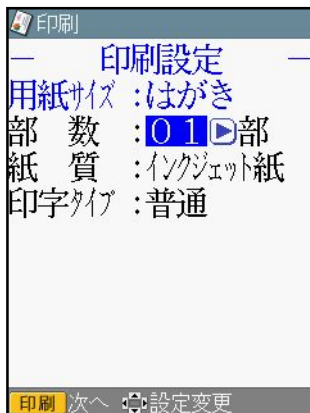 印刷
― 印刷設定 ―
用紙ｻｲｽﾞ:はがき
部　数　:０１部
紙　質　:ｲﾝｸｼﾞｪｯﾄ紙
印字ﾀｲﾌﾟ:普通
印刷 次へ 設定変更